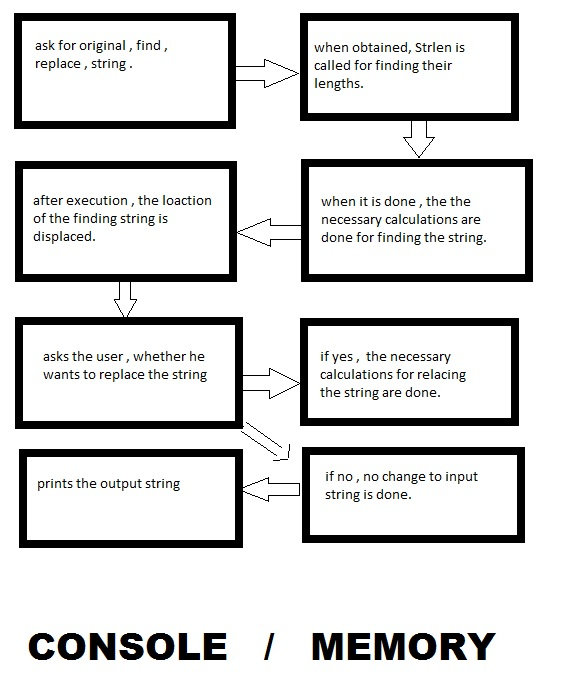 ask for original , find ,
replace , string .
when obtained, Strlen is
called for finding their
lengths.
when it is done , the the
necessary calculations are
done for finding the string.
after execution , the loaction
of the finding string is
displaced.
asks the user , whether he
wants to replace the string
if yes ,  the necessary
calculations for relacing
the string are done.
if no , no change to input
string is done.
prints the output string
CONSOLE / MEMORY